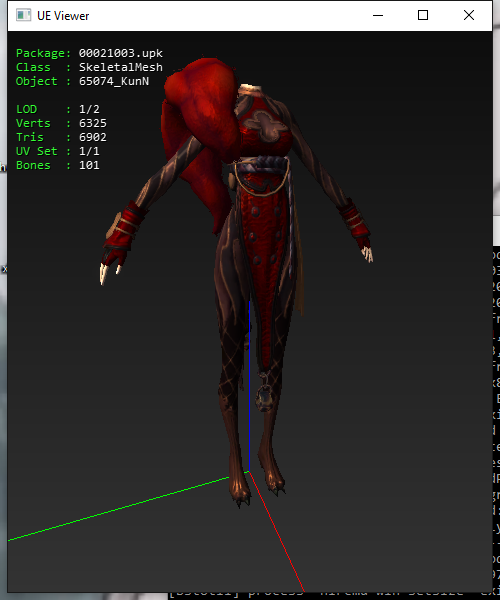 UE Viewer
Package: 00021003.upk
Class : SkeletalMesh
Object : 65074_KunN
LOD : 1/2
Verts : 6325
Tris : 6902
UV Set : 1/1
Bones : 101